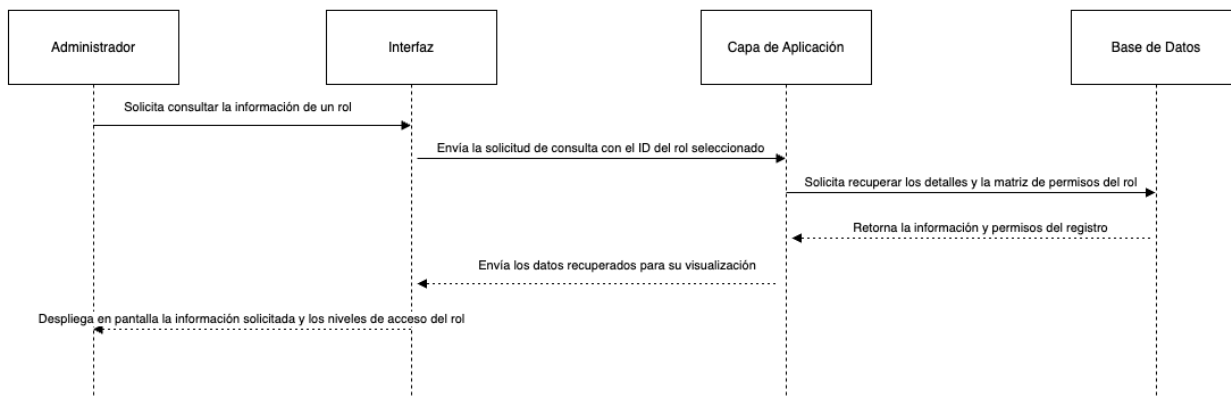 Administrador
Interfaz
Capa de Aplicación
Base de Datos
Solicita consultar la información de un rol
Envía la solicitud de consulta con el ID del rol seleccionado
Solicita recuperar los detalles y la matriz de permisos del rol
Retorna la información y permisos del registro
Envía los datos recuperados para su visualización
Despliega en pantalla la información solicitada y los niveles de acceso del rol